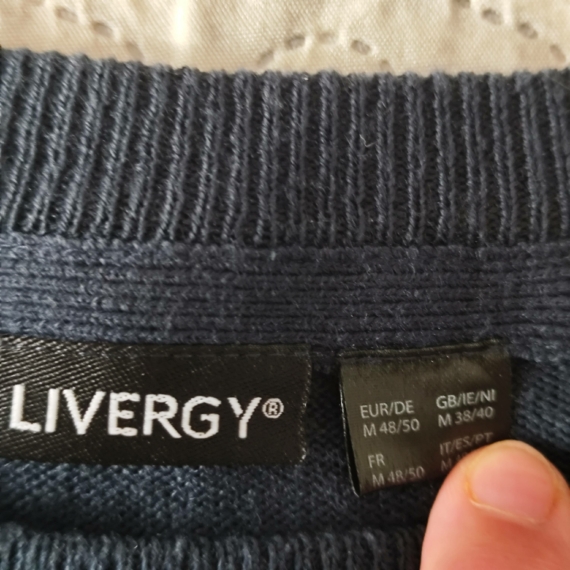 LIVERGY®
EUR/DE GB/IE/NI
M 48/50 M 38/40
FR IT/ES/PT
M 48/50 M